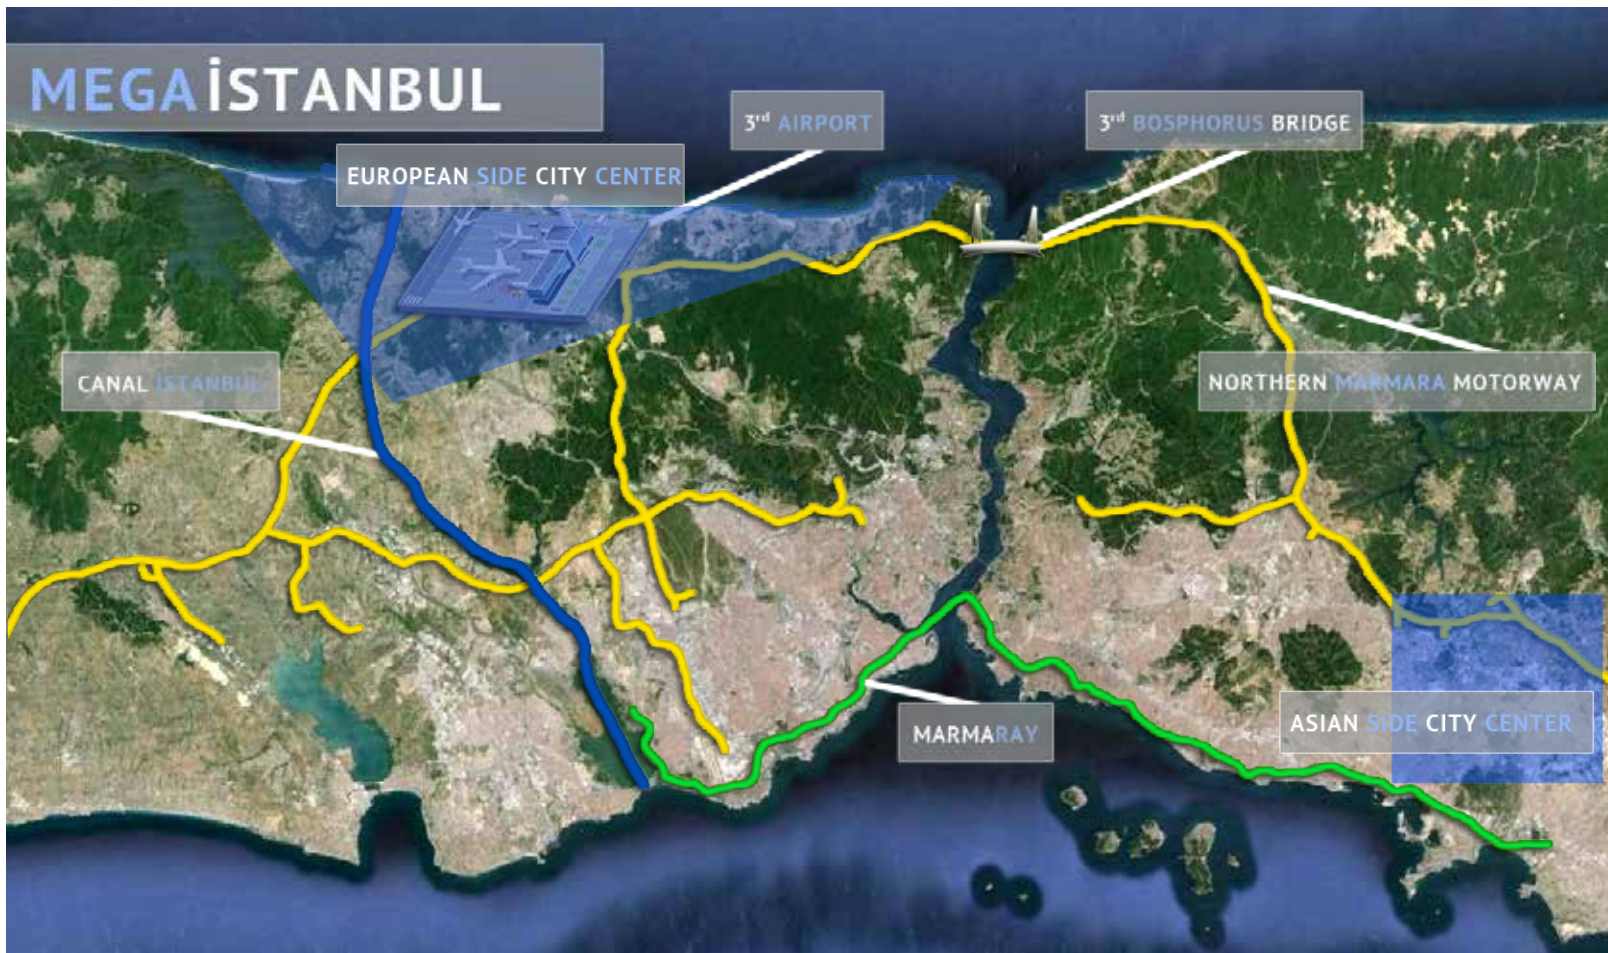 MEGA İSTANBUL
3rd AIRPORT
3rd BOSPHORUS BRIDGE
EUROPEAN SIDE CITY CENTER
CANAL İSTANBUL
NORTHERN MARMARA MOTORWAY
MARMARAY
ASIAN SIDE CITY CENTER